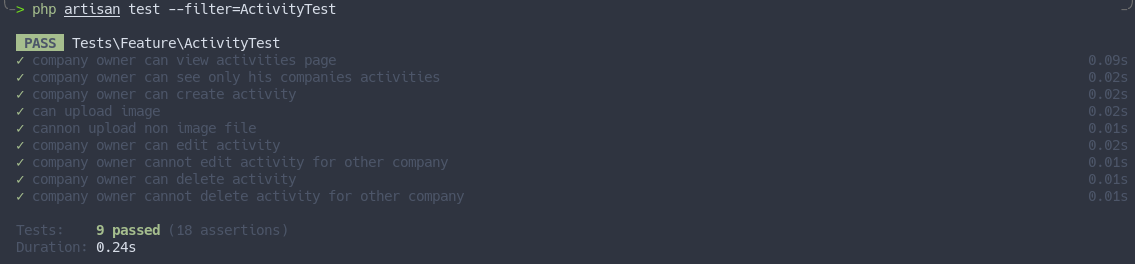 > php artisan test --filter=ActivityTest
PASS Tests\Feature\ActivityTest
✓ company owner can view activities page 0.09s
✓ company owner can see only his companies activities 0.02s
✓ company owner can create activity 0.02s
✓ can upload image 0.02s
✓ cannon upload non image file 0.01s
✓ company owner can edit activity 0.02s
✓ company owner cannot edit activity for other company 0.01s
✓ company owner can delete activity 0.01s
✓ company owner cannot delete activity for other company 0.01s
Tests: 9 passed (18 assertions)
Duration: 0.24s